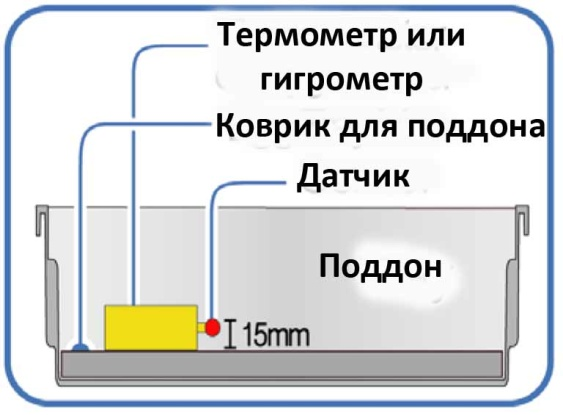 Термометр или
гигрометр
Коврик для поддона
Датчик
Поддон
15mm